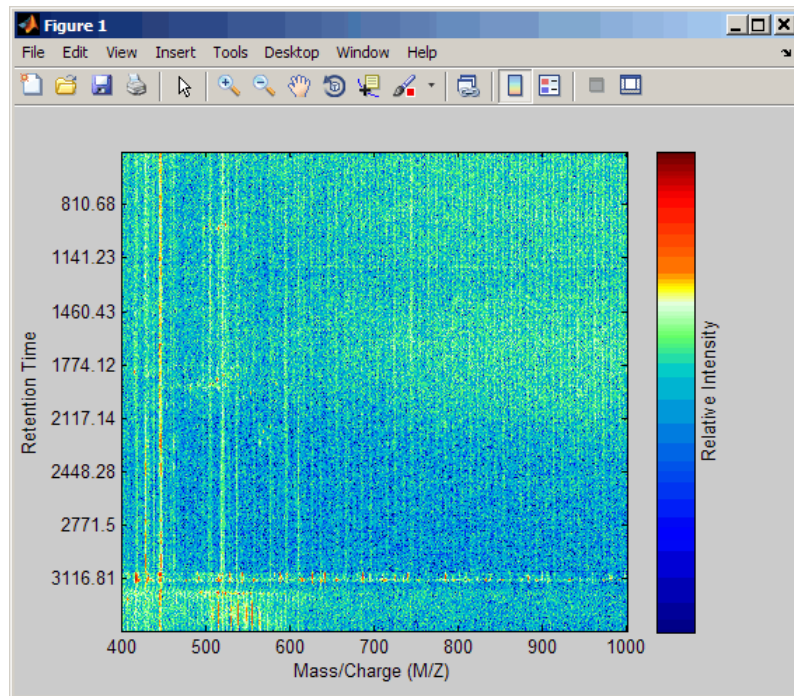 Figure 1
File Edit View Insert Tools Desktop Window Help
810.68
1141.23
1460.43
1774.12
2117.14
2448.28
2771.5
3116.81
Retention Time
400 500 600 700 800 900 1000
Mass/Charge (M/Z)
Relative Intensity